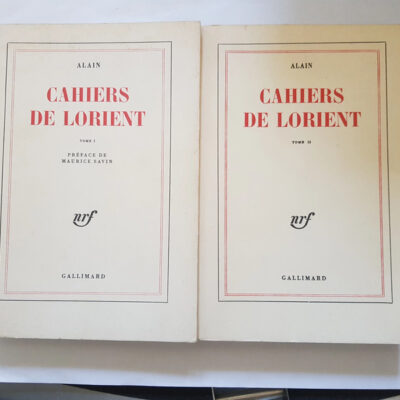 ALAIN
CAHIERS
DE LORIENT
TOME I
PRÉFACE DE
MAURICE SAVIN
nrf
GALLIMARD
ALAIN
CAHIERS
DE LORIENT
TOME II
nrf
GALLIMARD